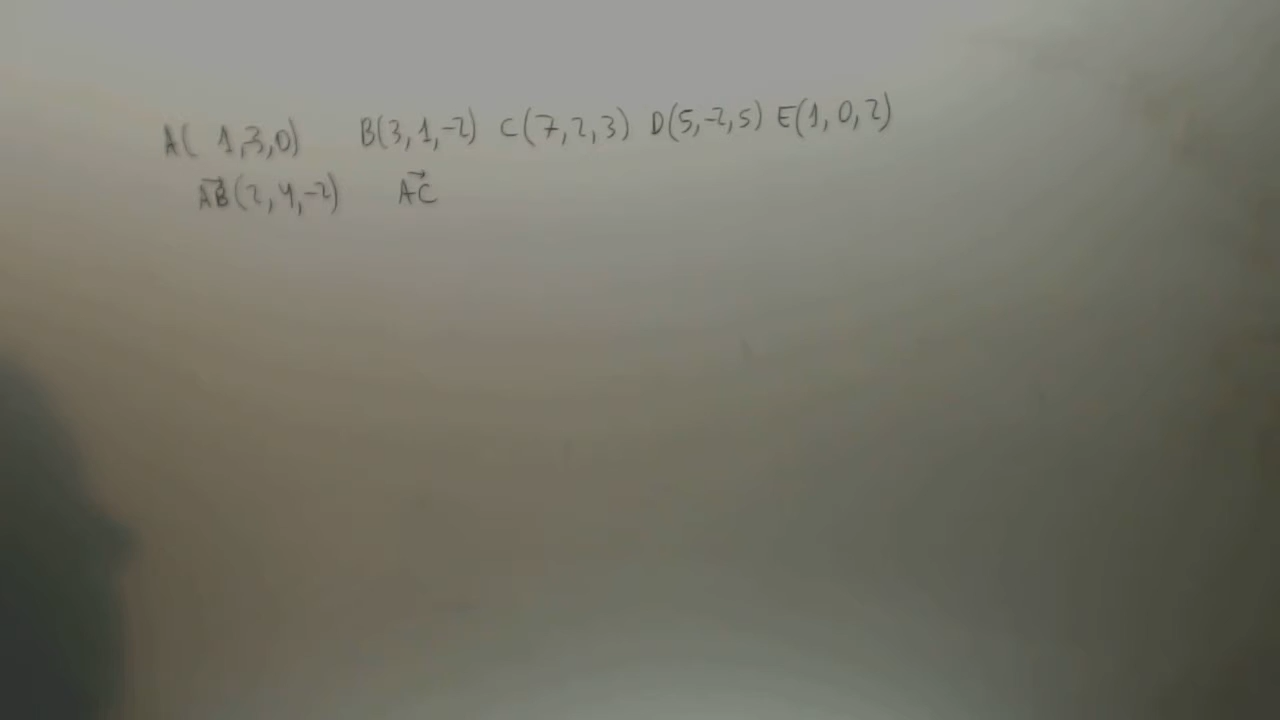 A( 1,-3,0) B(3,1,-2) C(7,2,3) D(5,-2,5) E(1,0,2)
A⃗B⃗(2,4,-2) A⃗C⃗